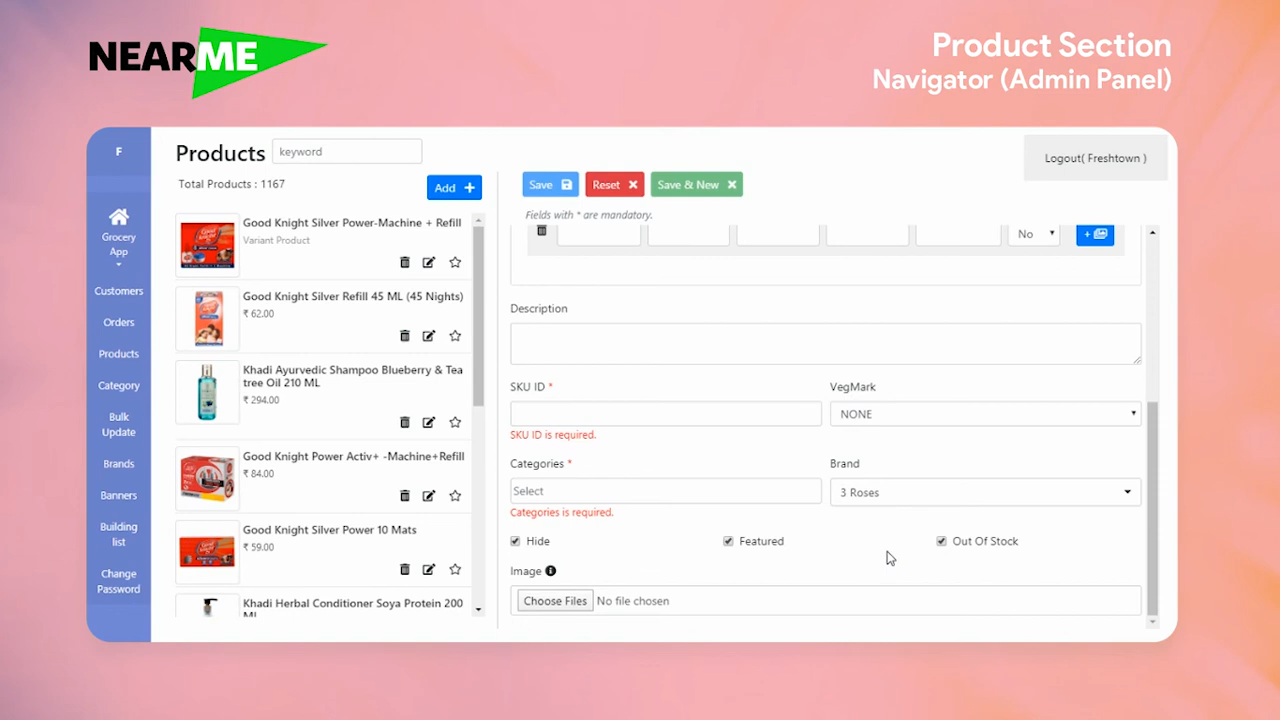 NEARME
Product Section
Navigator (Admin Panel)
F
Grocery
App
Customers
Orders
Products
Category
Bulk
Update
Brands
Banners
Building
list
Change
Password
Products
keyword
Total Products : 1167
Add +
Good Knight Silver Power-Machine + Refill
Variant Product
Good Knight Silver Refill 45 ML (45 Nights)
₹ 62.00
Khadi Ayurvedic Shampoo Blueberry & Tea
tree Oil 210 ML
₹ 294.00
Good Knight Power Activ+ -Machine+Refill
₹ 84.00
Good Knight Silver Power 10 Mats
₹ 59.00
Khadi Herbal Conditioner Soya Protein 200
ML
Logout( Freshtown )
Save
Reset
Save & New
Fields with * are mandatory.
No
+
Description
SKU ID *
VegMark
NONE
SKU ID is required.
Categories *
Brand
Select
3 Roses
Categories is required.
Hide
Featured
Out Of Stock
Image
Choose Files No file chosen